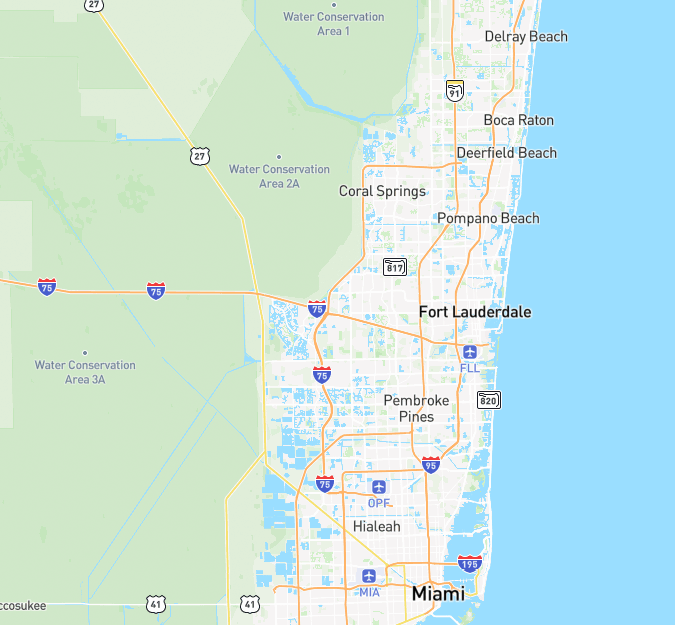 27
Water Conservation
Area 1
Delray Beach
91
Boca Raton
27
Deerfield Beach
Water Conservation
Area 2A
Coral Springs
Pompano Beach
817
75
75
75
Fort Lauderdale
Water Conservation
Area 3A
FLL
75
Pembroke
Pines
820
95
75
OPF
Hialeah
195
MIA
Miami
ccosukee
41
41